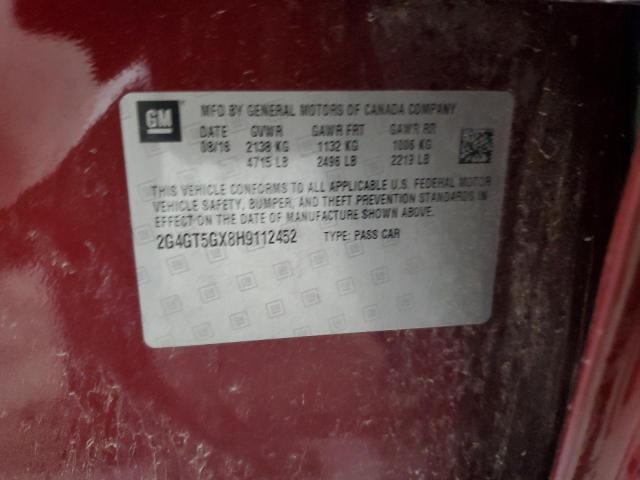 GM
MFD BY GENERAL MOTORS OF CANADA COMPANY
DATE GVWR GAWR FRT GAWR RR
08/16 2138 KG 1132 KG 1006 KG
4715 LB 2496 LB 2219 LB
THIS VEHICLE CONFORMS TO ALL APPLICABLE U.S. FEDERAL MOTOR
VEHICLE SAFETY, BUMPER, AND THEFT PREVENTION STANDARDS IN
EFFECT ON THE DATE OF MANUFACTURE SHOWN ABOVE.
2G4GT5GX8H9112452 TYPE: PASS CAR